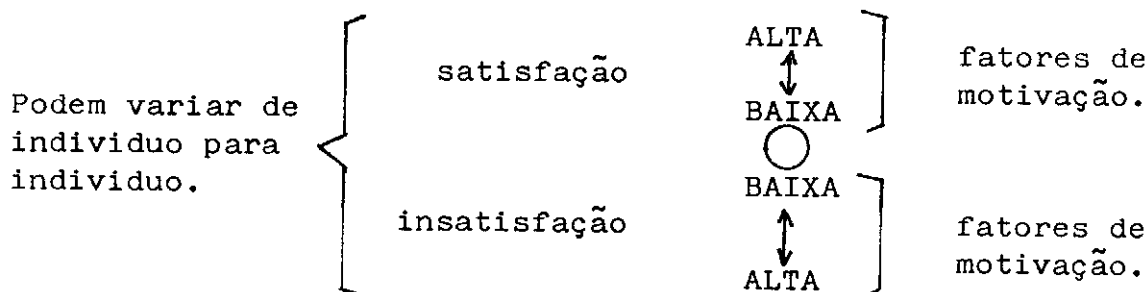 Podem variar de
individuo para
individuo.
satisfação
ALTA
BAIXA
fatores de
motivação.
insatisfação
BAIXA
ALTA
fatores de
motivação.